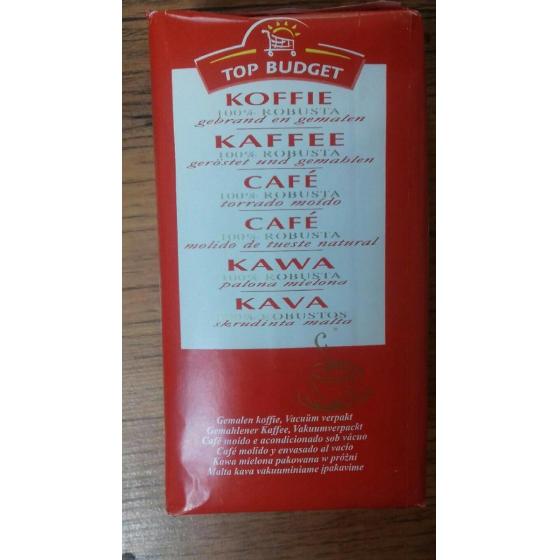 TOP BUDGET
KOFFIE
100% ROBUSTA
gebrand en gemalen
KAFFEE
100% ROBUSTA
geröstet und gemahlen
CAFÉ
100% ROBUSTA
torrado moído
CAFÉ
100% ROBUSTA
molido de tueste natural
KAWA
100% ROBUSTA
palona mielona
KAVA
100% ROBUSTOS
skrudinta malta
Gemalen koffie, Vacuüm verpakt
Gemahlener Kaffee, Vakuumverpackt
Café moido e acondicionado sob vácuo
Café molido y envasado al vacio
Kawa mielona pakowana w próżni
Malta kava vakuuminiame įpakavime